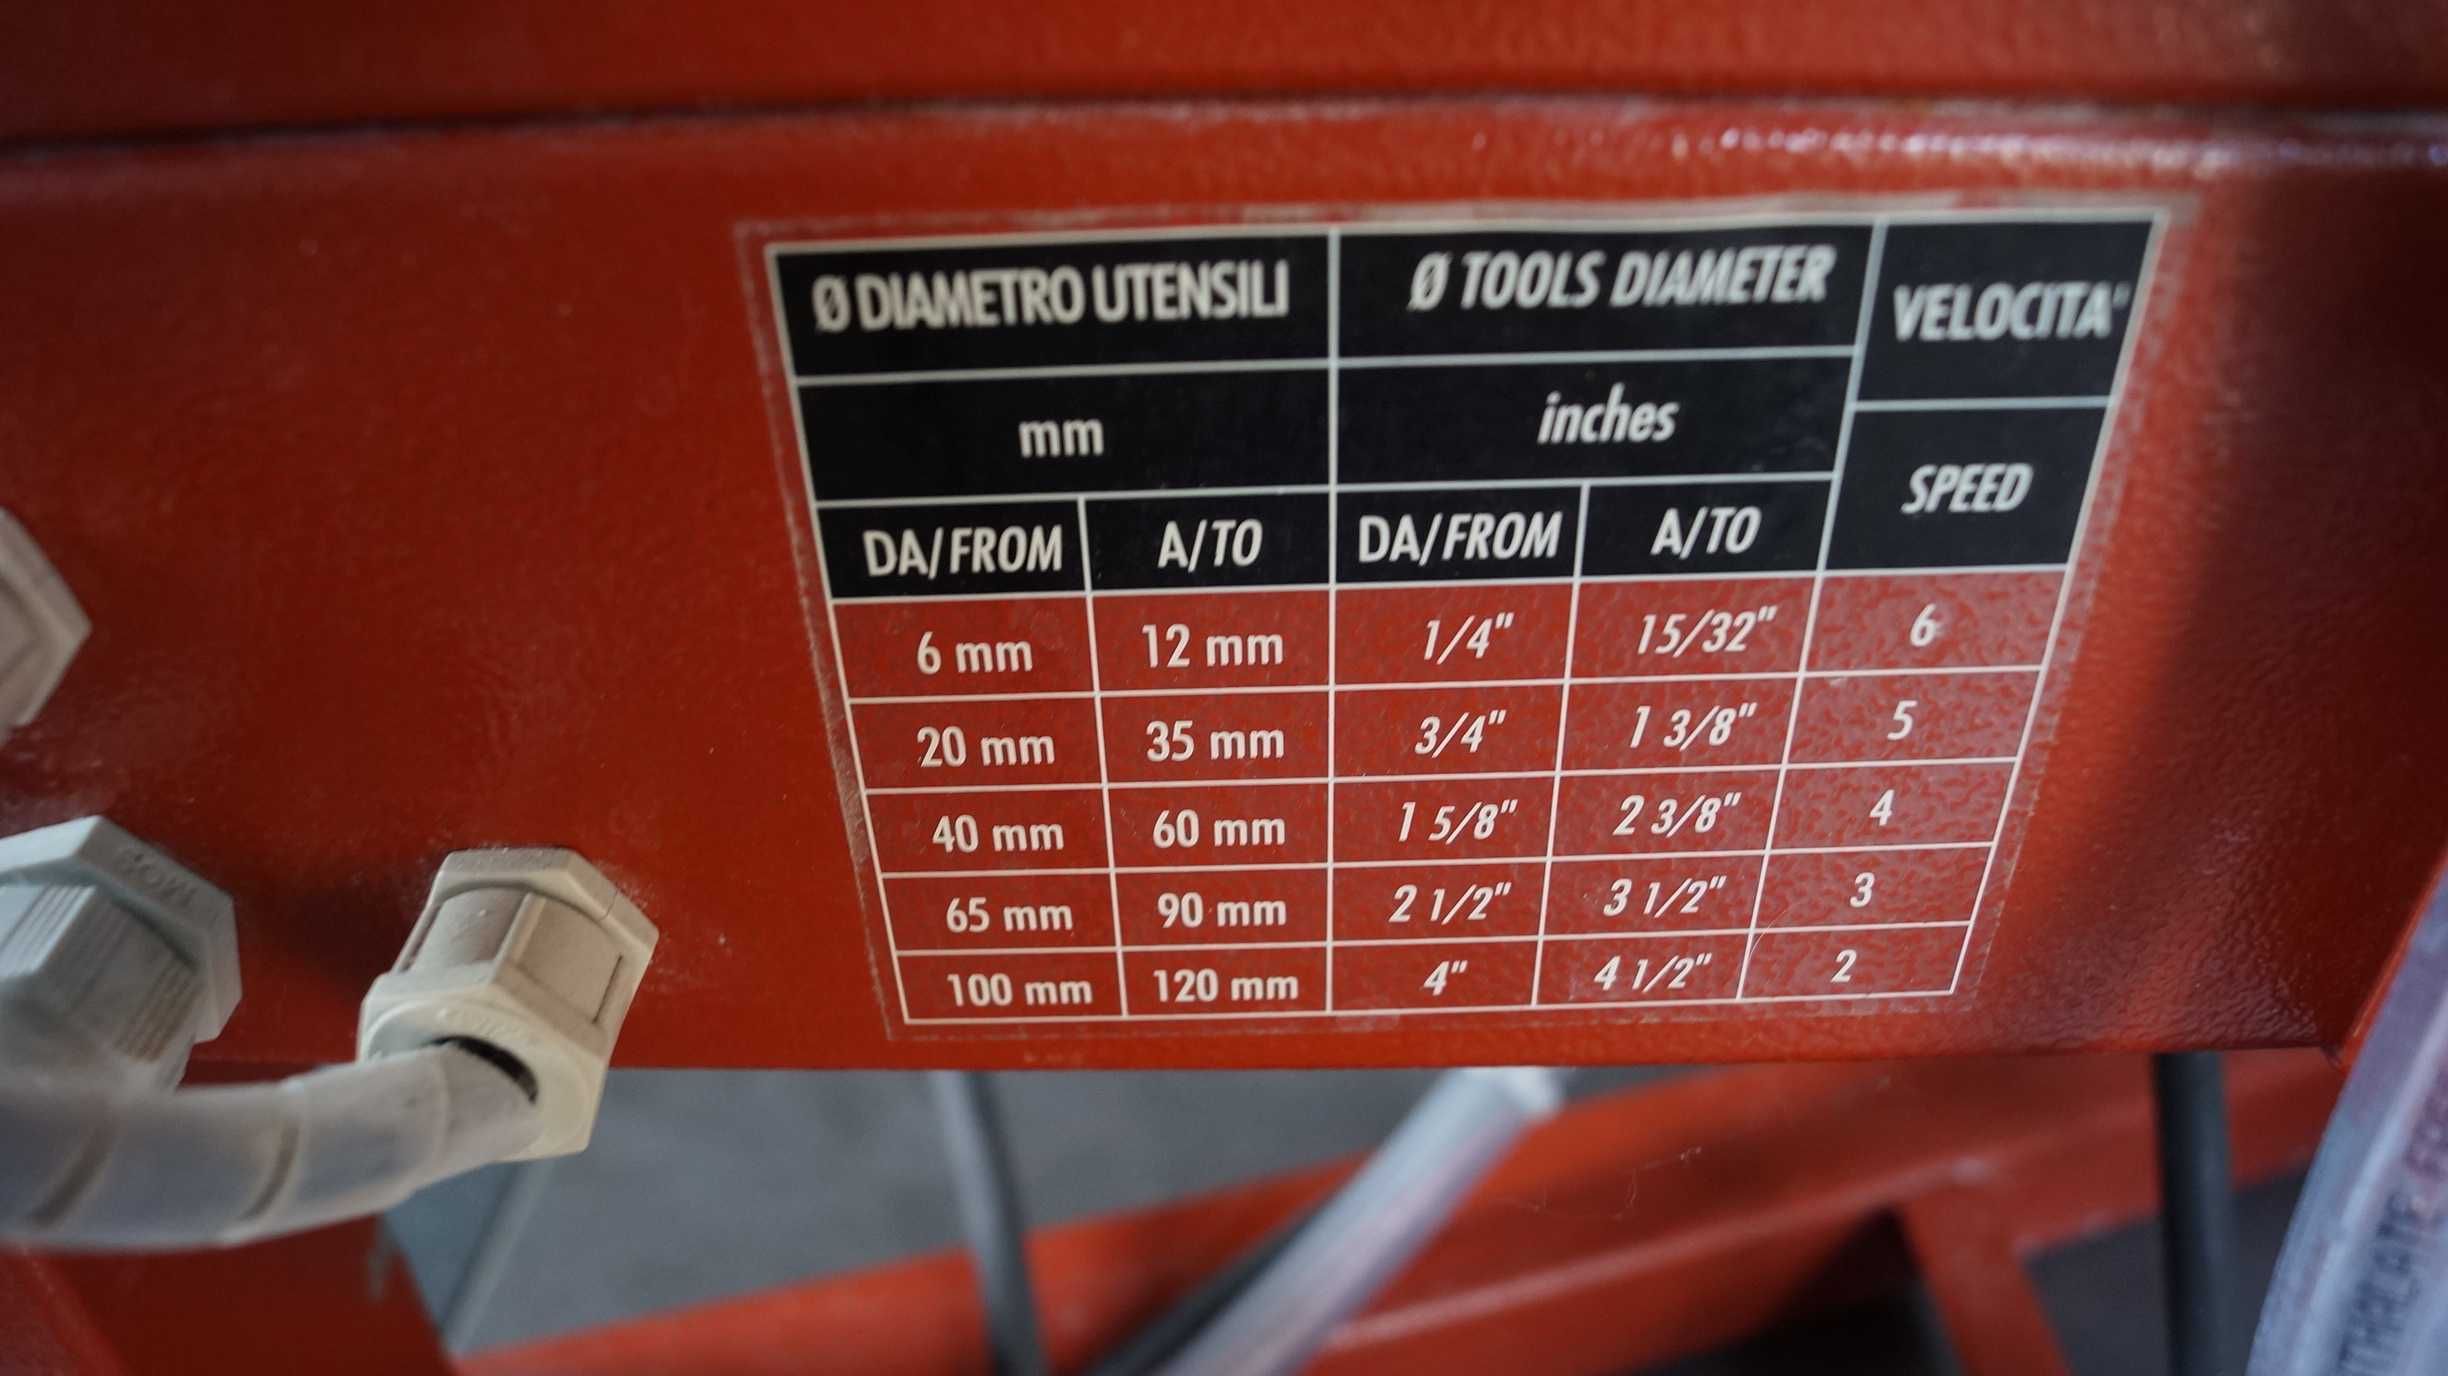 Ø DIAMETRO UTENSILI Ø TOOLS DIAMETER VELOCITA'
mm inches SPEED
DA/FROM A/TO DA/FROM A/TO
6 mm 12 mm 1/4" 15/32" 6
20 mm 35 mm 3/4" 1 3/8" 5
40 mm 60 mm 1 5/8" 2 3/8" 4
65 mm 90 mm 2 1/2" 3 1/2" 3
100 mm 120 mm 4" 4 1/2" 2